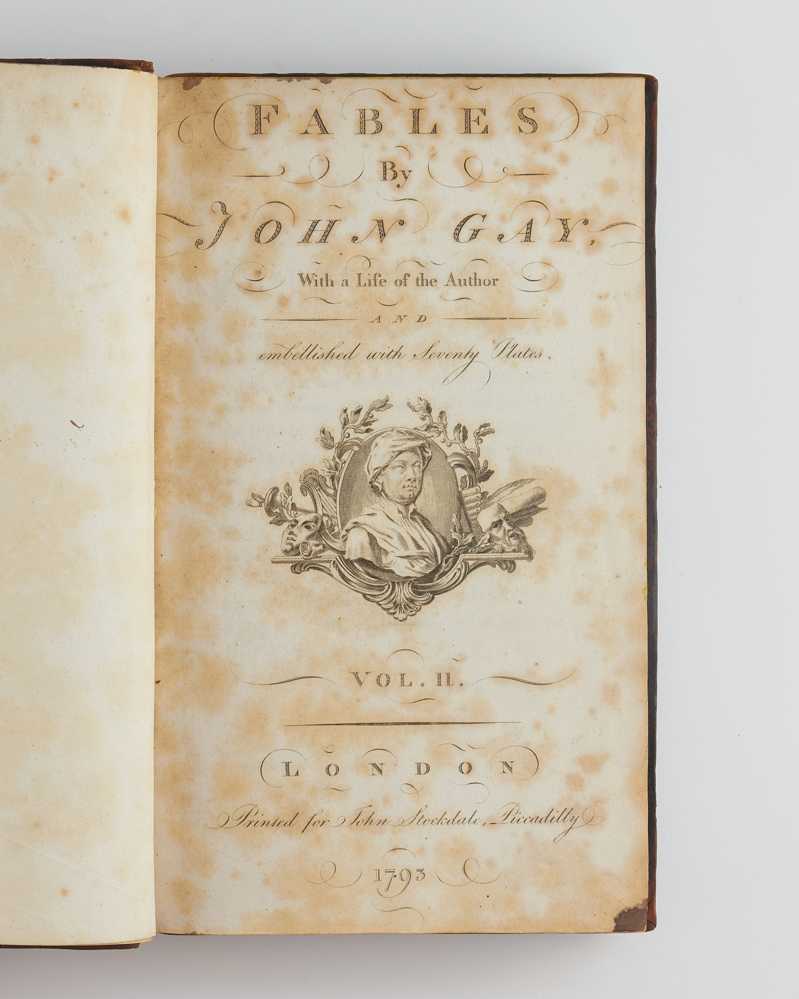 FABLES
By
JOHN GAY,
With a Life of the Author
AND
embellished with Seventy Plates.
VOL. II.
LONDON
Printed for John Stockdale, Piccadilly
1793